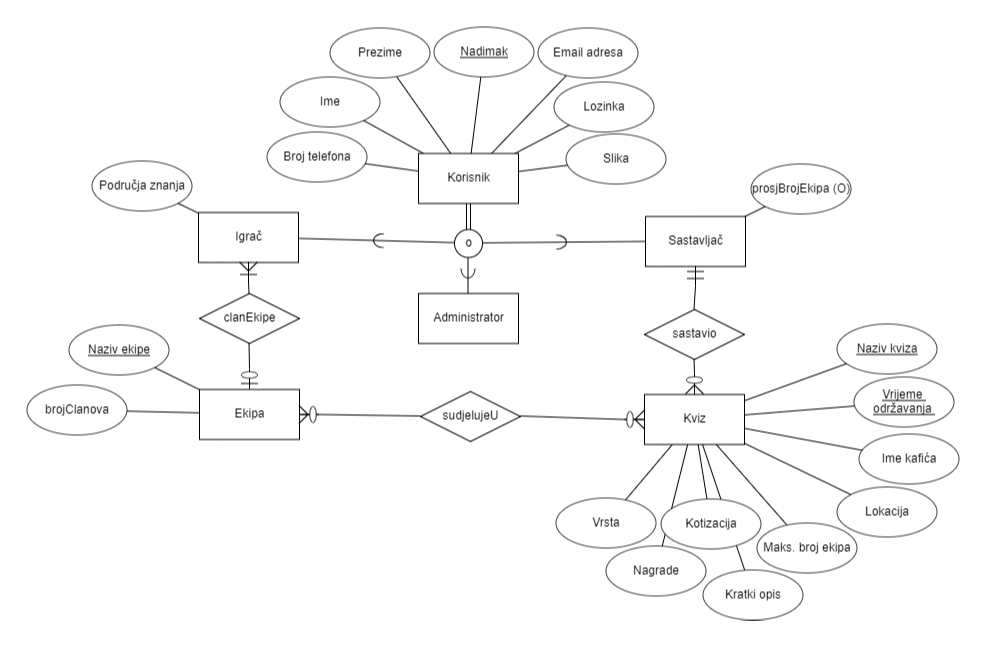 Prezime
Nadimak
Email adresa
Ime
Lozinka
Broj telefona
Slika
Korisnik
Područja znanja
prosjBrojEkipa (O)
Igrač
o
Sastavljač
Administrator
clanEkipe
sastavio
Naziv ekipe
Naziv kviza
brojClanova
Ekipa
sudjelujeU
Kviz
Vrijeme
održavanja
Ime kafića
Lokacija
Vrsta
Kotizacija
Maks. broj ekipa
Nagrade
Kratki opis